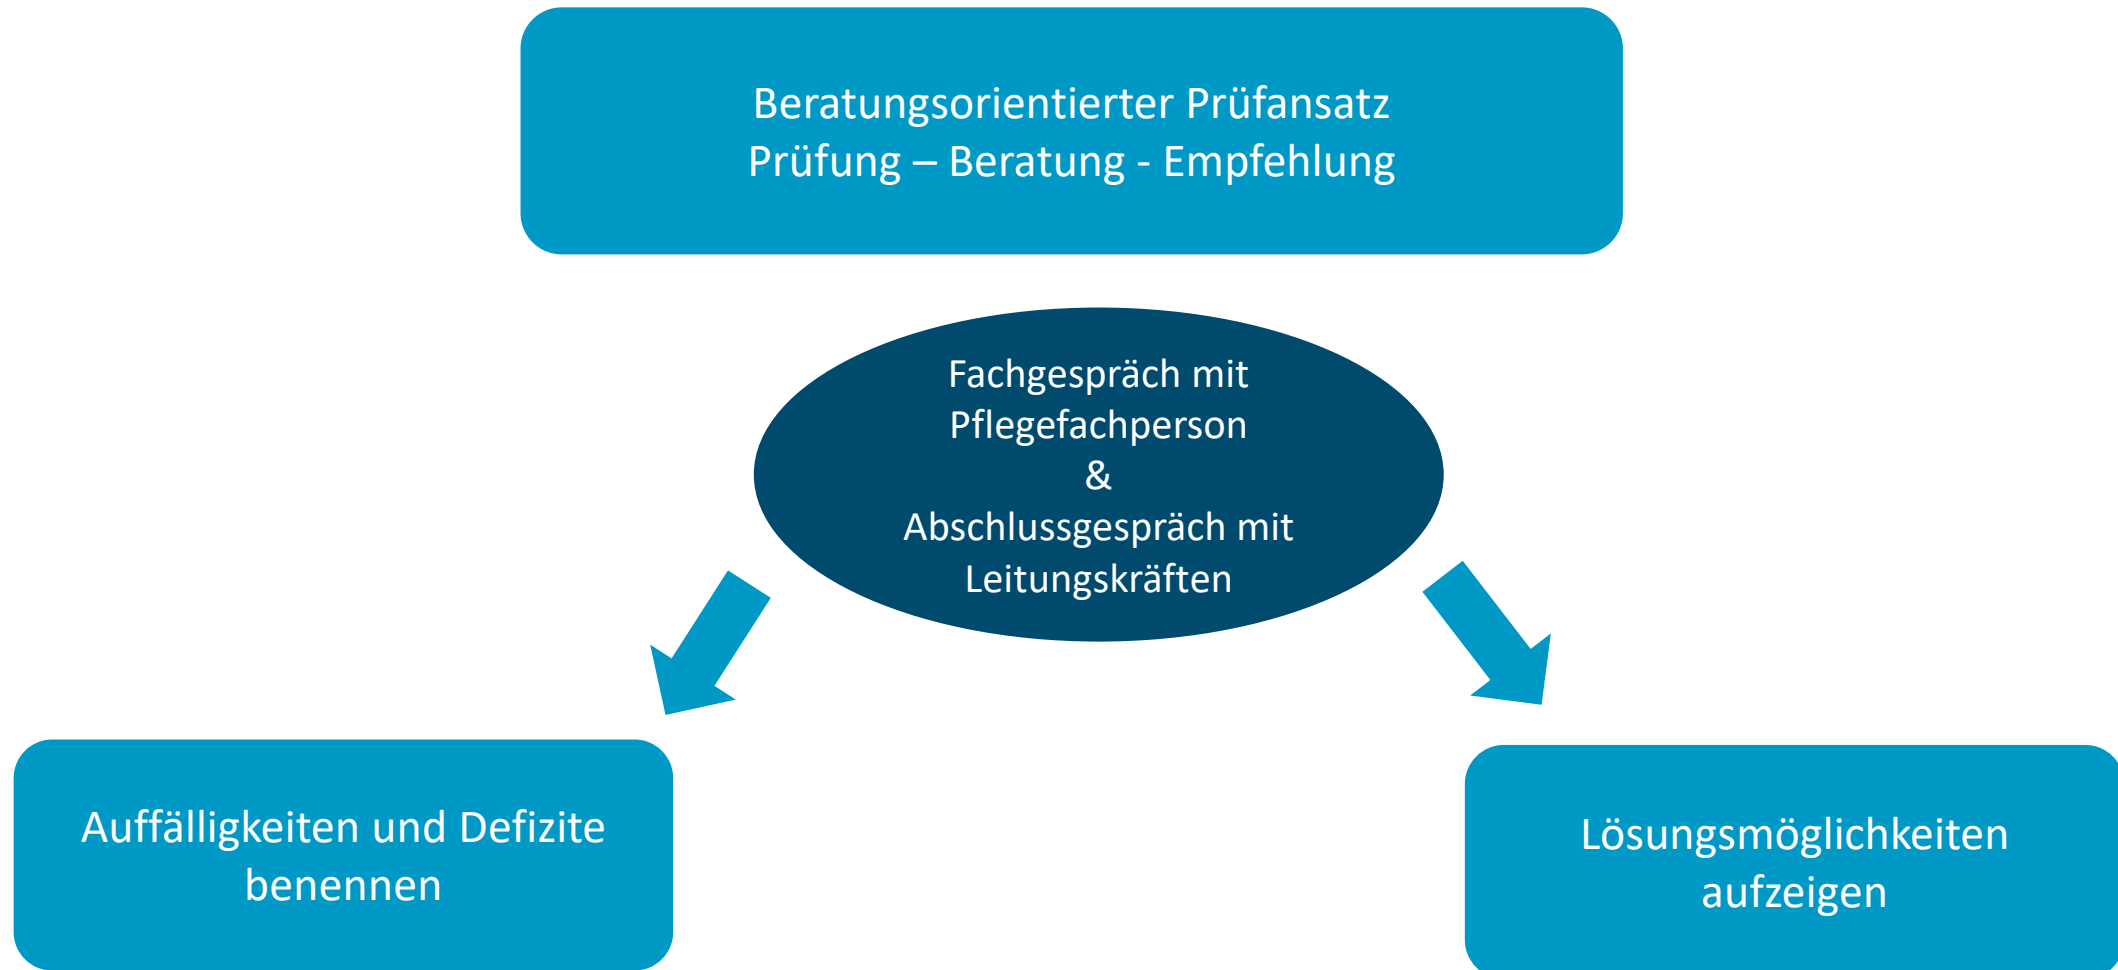 Beratungsorientierter Prüfansatz
Prüfung – Beratung - Empfehlung
Fachgespräch mit
Pflegefachperson
&
Abschlussgespräch mit
Leitungskräften
Auffälligkeiten und Defizite
benennen
Lösungsmöglichkeiten
aufzeigen